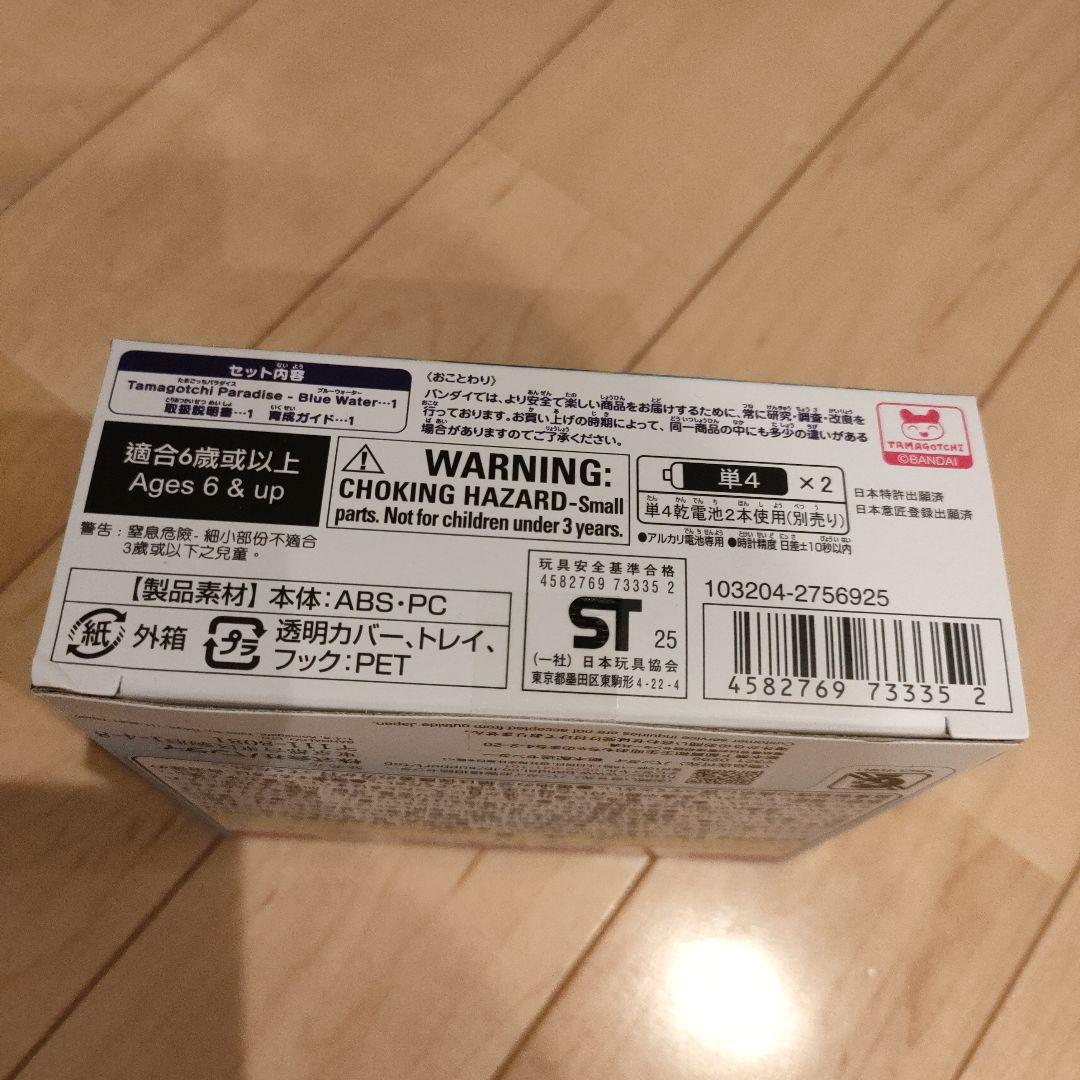 セット内容
Tamagotchi Paradise - Blue Water…1
取扱説明書…1 育成ガイド…1
〈おことわり〉
バンダイでは、より安全で楽しい商品をお届けするために、常に研究・調査・改良を
行っております。お買い上げの時期によって、同一商品の中にも多少の違いがある
場合がありますのでご了承ください。
TAMAGOTCHI
©BANDAI
適合6歲或以上
Ages 6 & up
警告：窒息危險- 細小部份不適合
3歲或以下之兒童。
WARNING:
CHOKING HAZARD-Small
parts. Not for children under 3 years.
単4 ×2
単4乾電池2本使用(別売り)
●アルカリ電池専用 ●時計精度 日差±10秒以内
日本特許出願済
日本意匠登録出願済
【製品素材】本体：ABS・PC
紙 外箱
プラ 透明カバー、トレイ、
フック：PET
玩具安全基準合格
4582769 73335 2
ST 25
(一社) 日本玩具協会
東京都墨田区東駒形4-22-4
103204-2756925
4582769 73335 2